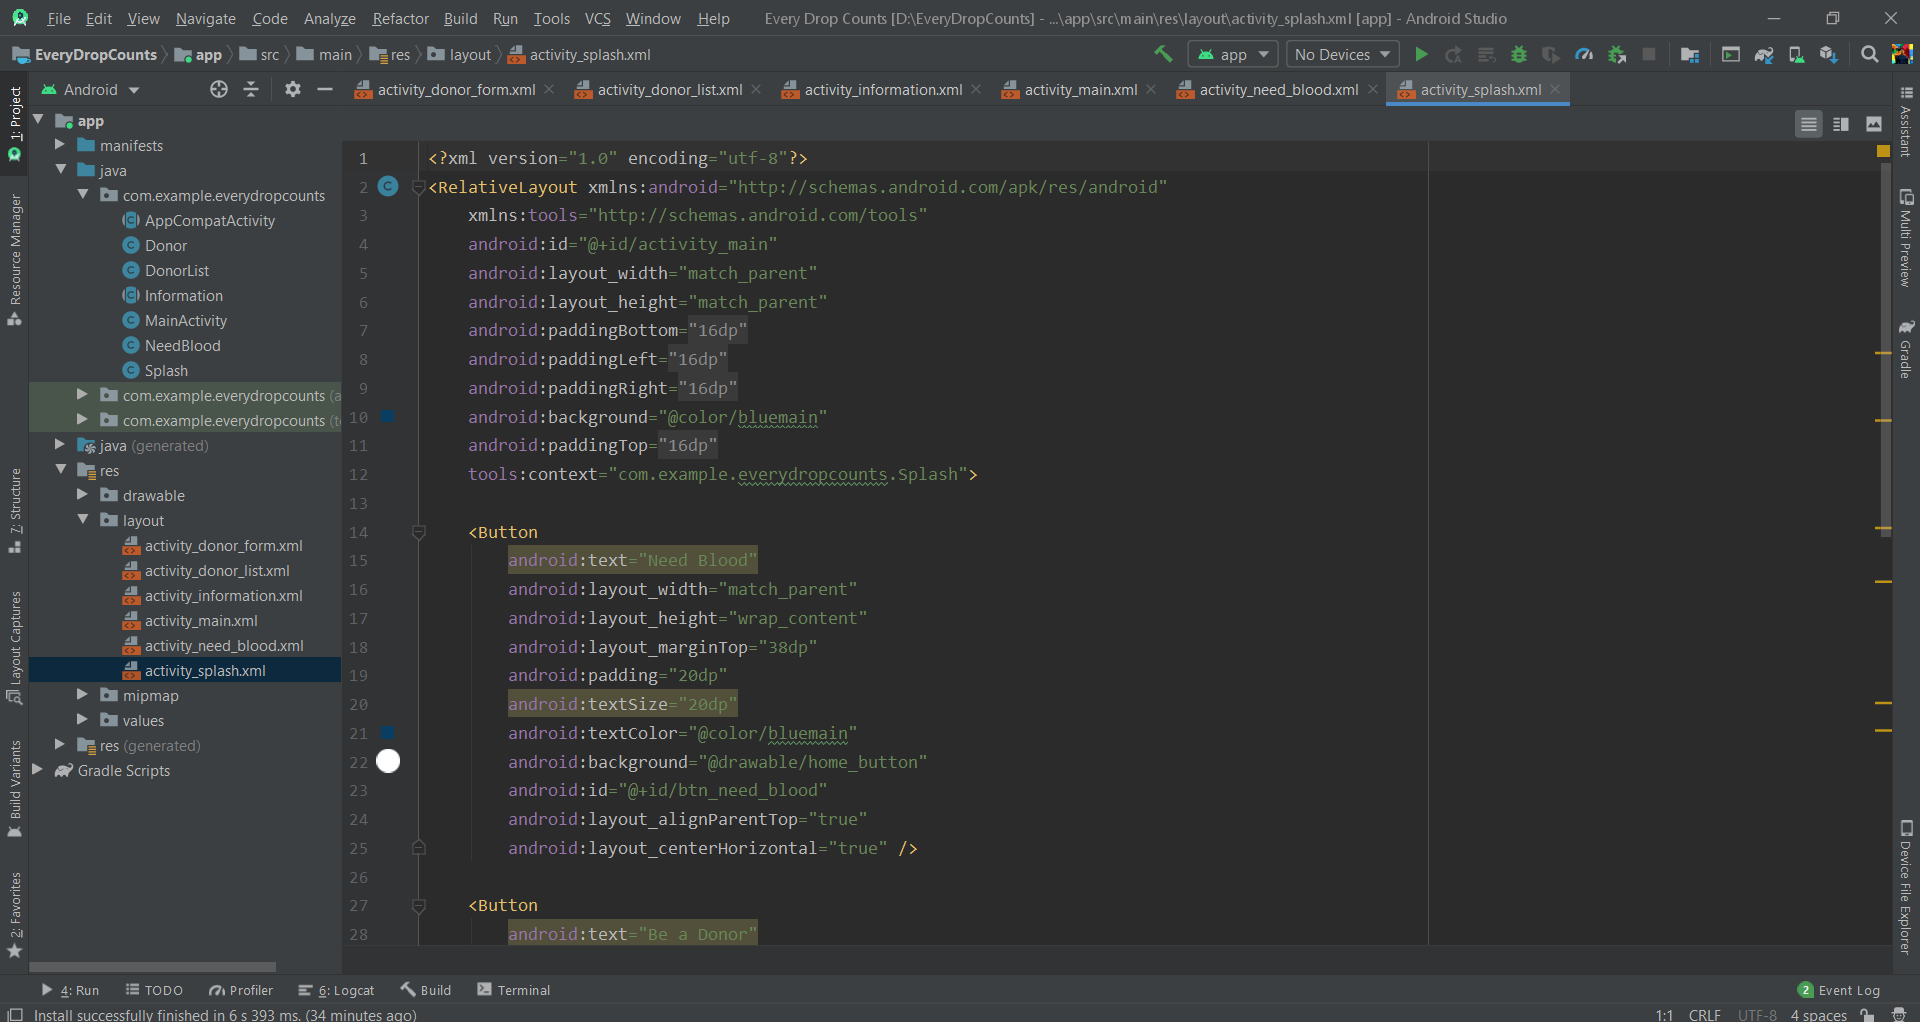 File Edit View Navigate Code Analyze Refactor Build Run Tools VCS Window Help Every Drop Counts [D:\EveryDropCounts] - ...\app\src\main\res\layout\activity_splash.xml [app] - Android Studio
EveryDropCounts app src main res layout activity_splash.xml app No Devices
Android activity_donor_form.xml activity_donor_list.xml activity_information.xml activity_main.xml activity_need_blood.xml activity_splash.xml
1: Project
Resource Manager
7: Structure
Layout Captures
Build Variants
2: Favorites
app
manifests
java
com.example.everydropcounts
AppCompatActivity
Donor
DonorList
Information
MainActivity
NeedBlood
Splash
com.example.everydropcounts (a
com.example.everydropcounts (t
java (generated)
res
drawable
layout
activity_donor_form.xml
activity_donor_list.xml
activity_information.xml
activity_main.xml
activity_need_blood.xml
activity_splash.xml
mipmap
values
res (generated)
Gradle Scripts
1 <?xml version="1.0" encoding="utf-8"?>
2 <RelativeLayout xmlns:android="http://schemas.android.com/apk/res/android"
3 xmlns:tools="http://schemas.android.com/tools"
4 android:id="@+id/activity_main"
5 android:layout_width="match_parent"
6 android:layout_height="match_parent"
7 android:paddingBottom="16dp"
8 android:paddingLeft="16dp"
9 android:paddingRight="16dp"
10 android:background="@color/bluemain"
11 android:paddingTop="16dp"
12 tools:context="com.example.everydropcounts.Splash">
13
14 <Button
15 android:text="Need Blood"
16 android:layout_width="match_parent"
17 android:layout_height="wrap_content"
18 android:layout_marginTop="38dp"
19 android:padding="20dp"
20 android:textSize="20dp"
21 android:textColor="@color/bluemain"
22 android:background="@drawable/home_button"
23 android:id="@+id/btn_need_blood"
24 android:layout_alignParentTop="true"
25 android:layout_centerHorizontal="true" />
26
27 <Button
28 android:text="Be a Donor"
Assistant
Multi Preview
Gradle
Device File Explorer
4: Run TODO Profiler 6: Logcat Build Terminal 2 Event Log
Install successfully finished in 6 s 393 ms. (34 minutes ago) 1:1 CRLF UTF-8 4 spaces